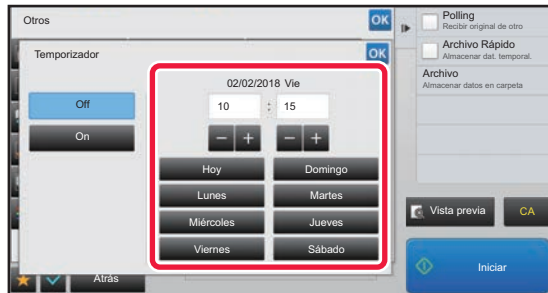 Otros
OK
Temporizador
OK
Off
On
02/02/2018 Vie
10 : 15
− + − +
Hoy Domingo
Lunes Martes
Miércoles Jueves
Viernes Sábado
Atrás
Polling
Recibir original de otro
Archivo Rápido
Almacenar dat. temporal.
Archivo
Almacenar datos en carpeta
Vista previa
CA
Iniciar